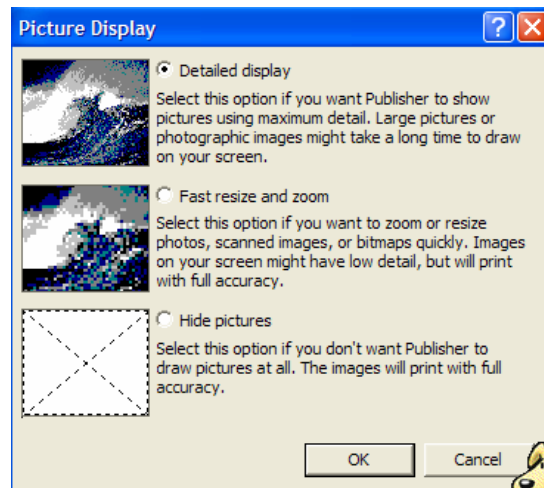 Picture Display
?
Detailed display
Select this option if you want Publisher to show
pictures using maximum detail. Large pictures or
photographic images might take a long time to draw
on your screen.
Fast resize and zoom
Select this option if you want to zoom or resize
photos, scanned images, or bitmaps quickly. Images
on your screen might have low detail, but will print
with full accuracy.
Hide pictures
Select this option if you don't want Publisher to
draw pictures at all. The images will print with full
accuracy.
OK Cancel